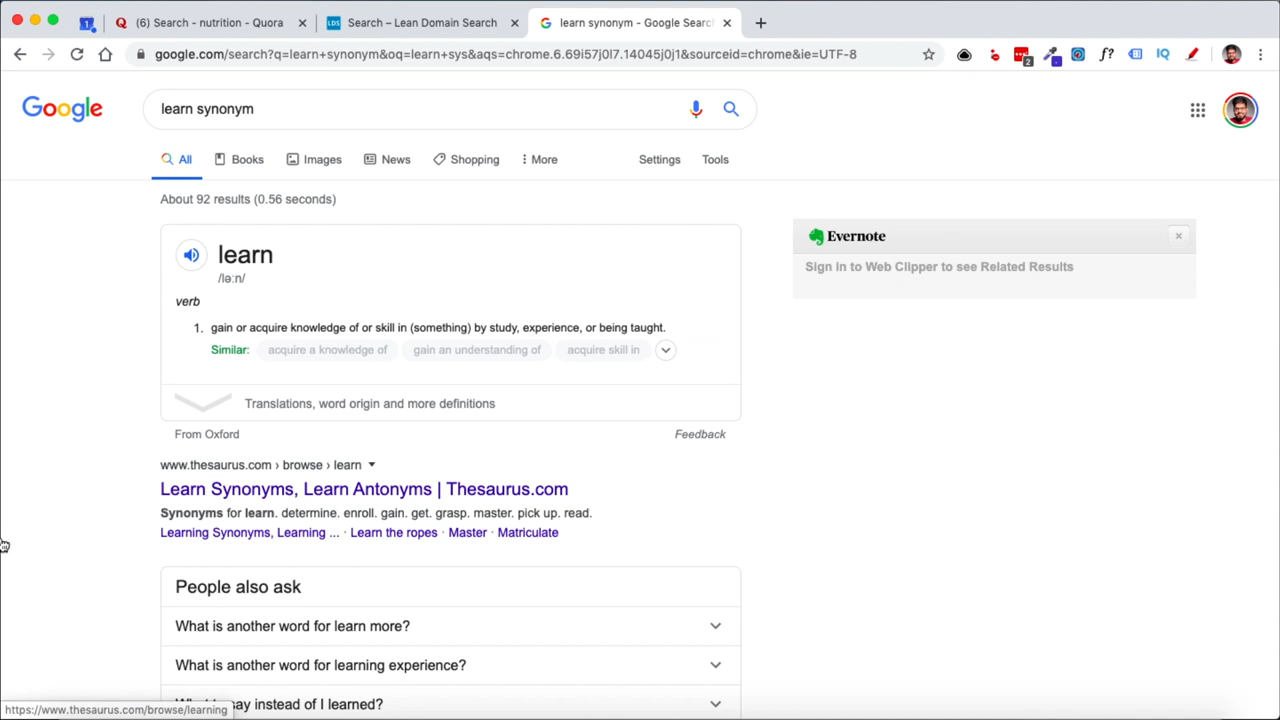 1
(6) Search - nutrition - Quora
LDS
Search – Lean Domain Search
learn synonym - Google Searc
google.com/search?q=learn+synonym&oq=learn+sys&aqs=chrome.6.69i57j0l7.14045j0j1&sourceid=chrome&ie=UTF-8
2
f?
IQ
Google
learn synonym
All
Books
Images
News
Shopping
More
Settings
Tools
About 92 results (0.56 seconds)
learn
/ləːn/
verb
1. gain or acquire knowledge of or skill in (something) by study, experience, or being taught.
Similar: acquire a knowledge of gain an understanding of acquire skill in
Translations, word origin and more definitions
From Oxford
Feedback
Evernote
Sign in to Web Clipper to see Related Results
www.thesaurus.com › browse › learn
Learn Synonyms, Learn Antonyms | Thesaurus.com
Synonyms for learn. determine. enroll. gain. get. grasp. master. pick up. read.
Learning Synonyms, Learning ... · Learn the ropes · Master · Matriculate
People also ask
What is another word for learn more?
What is another word for learning experience?
say instead of I learned?
https://www.thesaurus.com/browse/learning